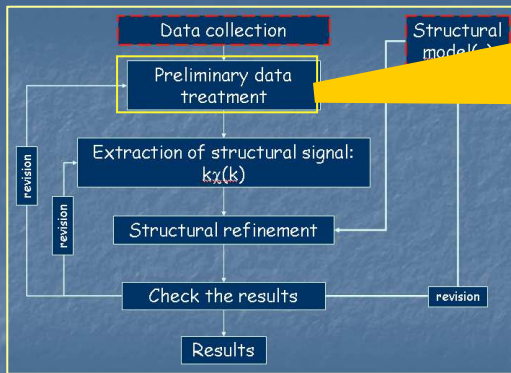 Data collection
Structural
model(s)
Preliminary data
treatment
Extraction of structural signal:
kχ(k)
revision
revision
Structural refinement
Check the results
revision
Results